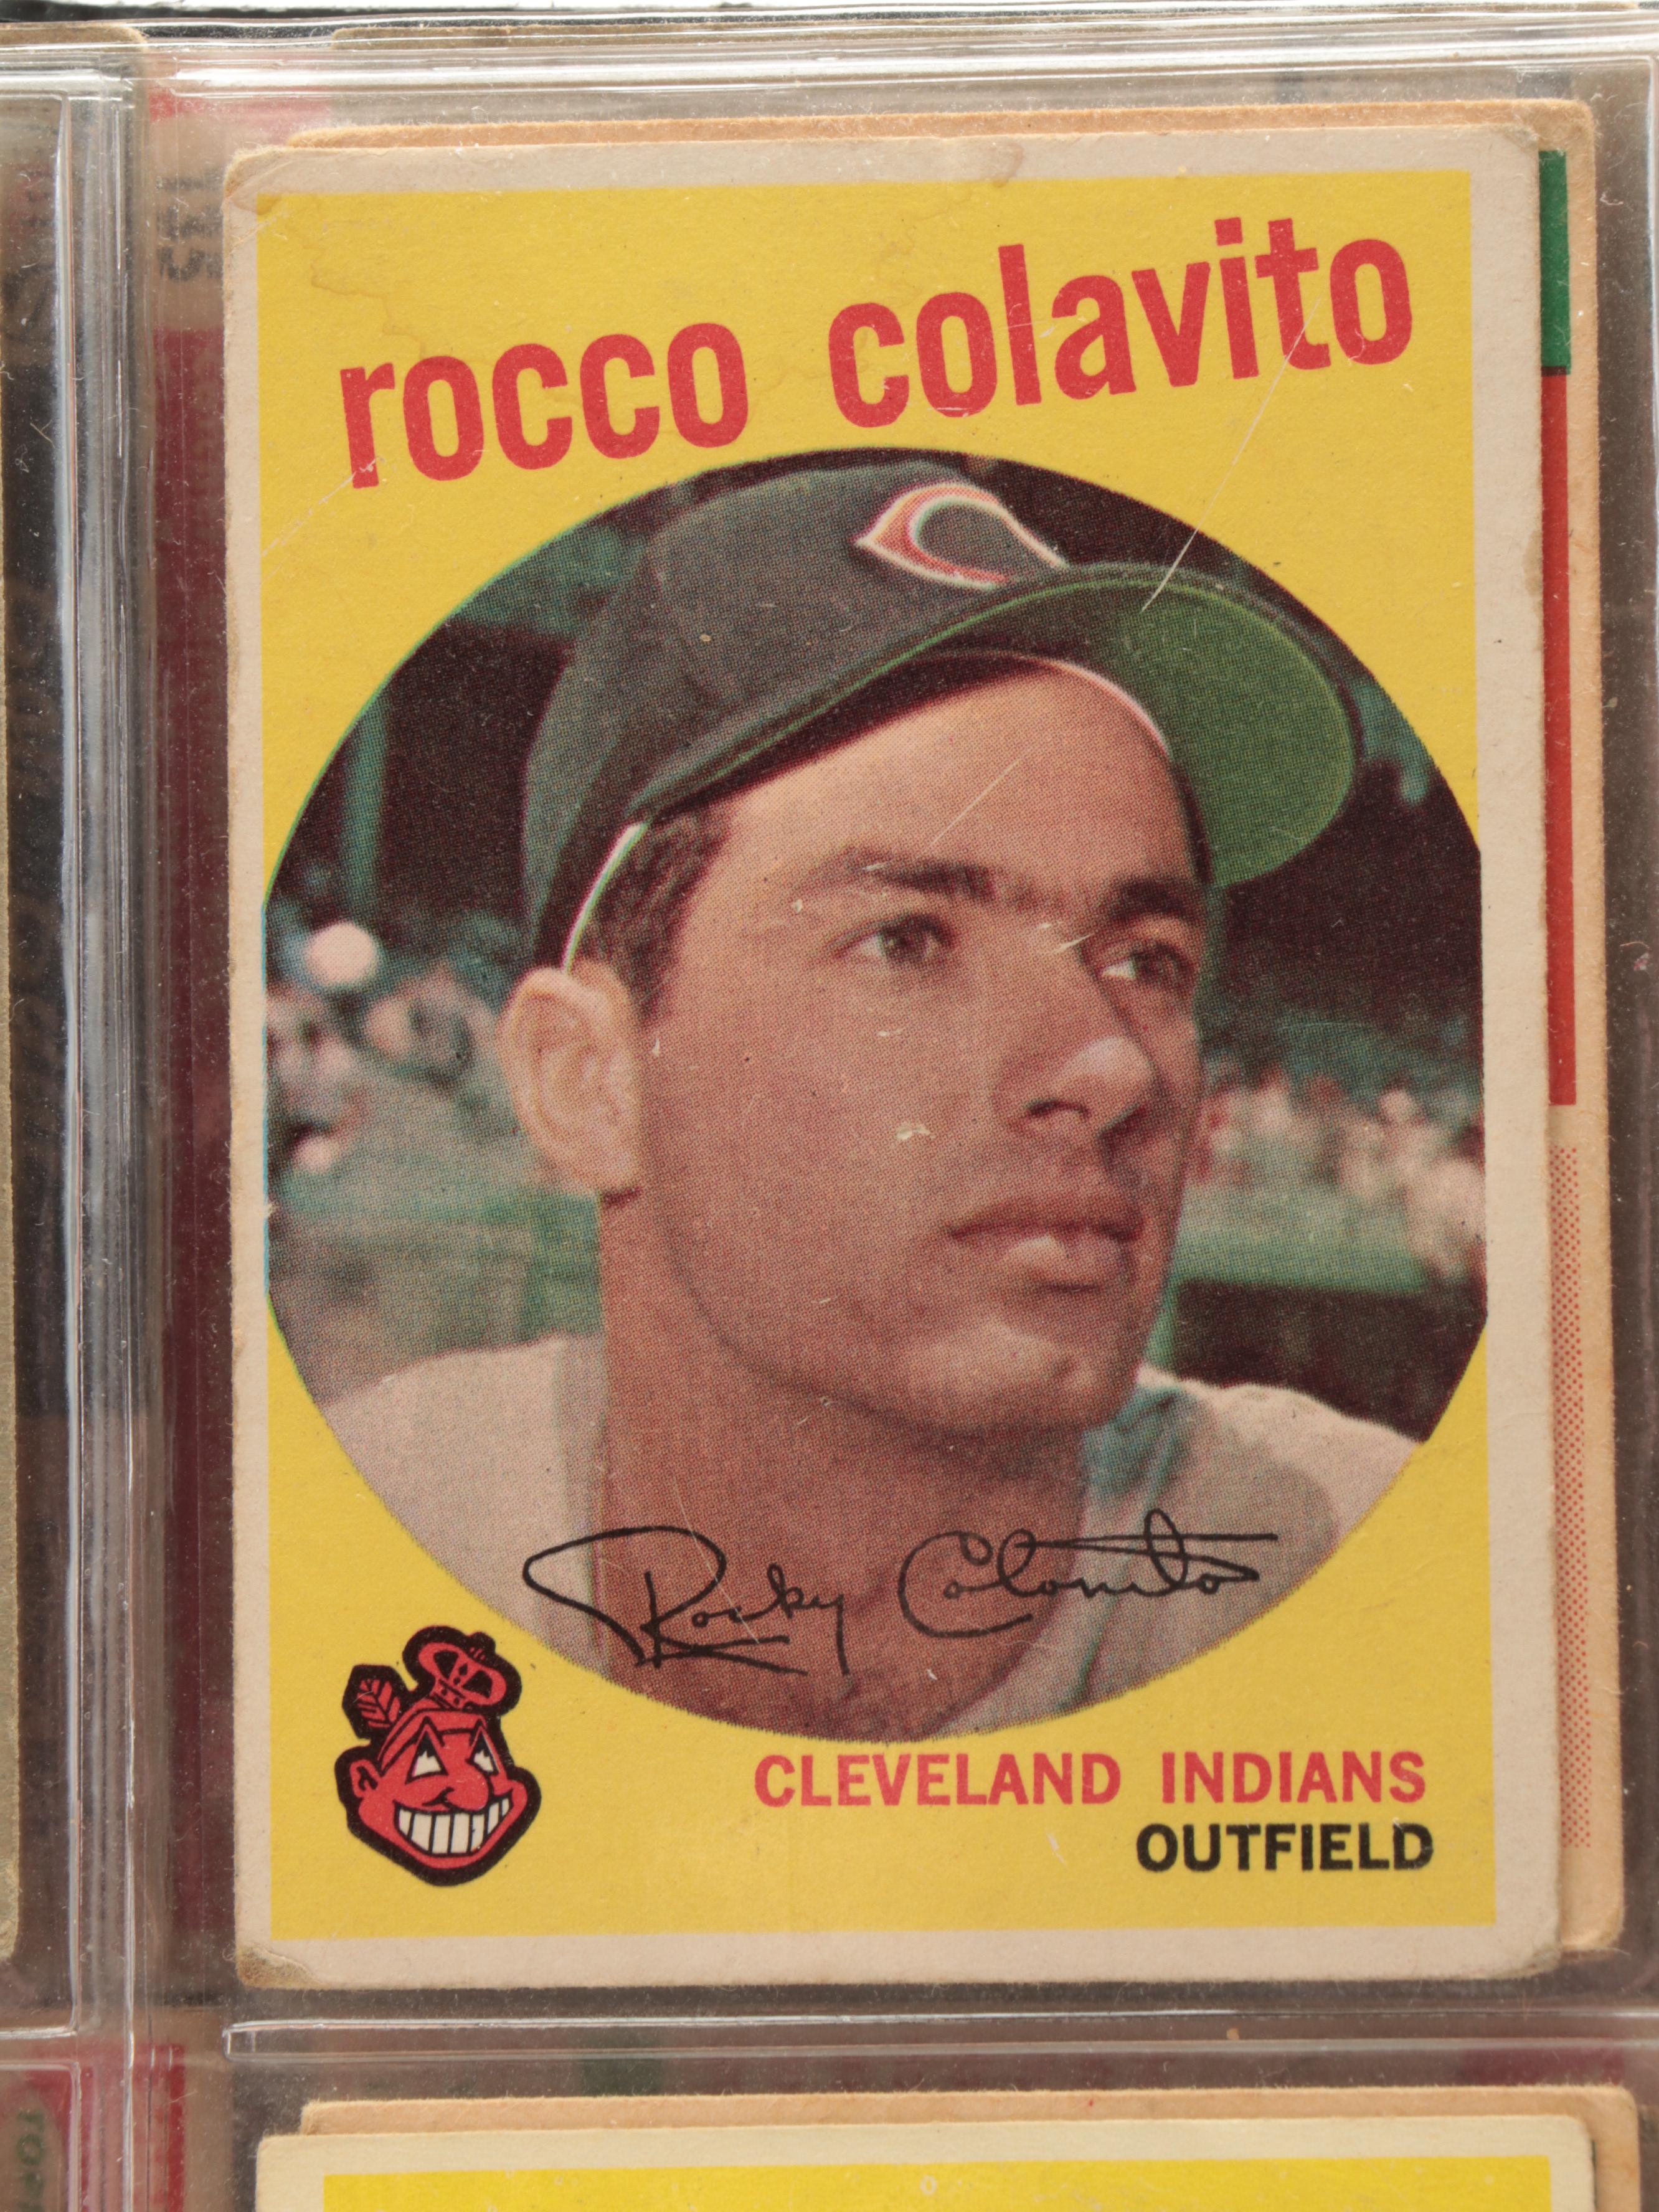 rocco colavito
Rocky Colavito
CLEVELAND INDIANS
OUTFIELD